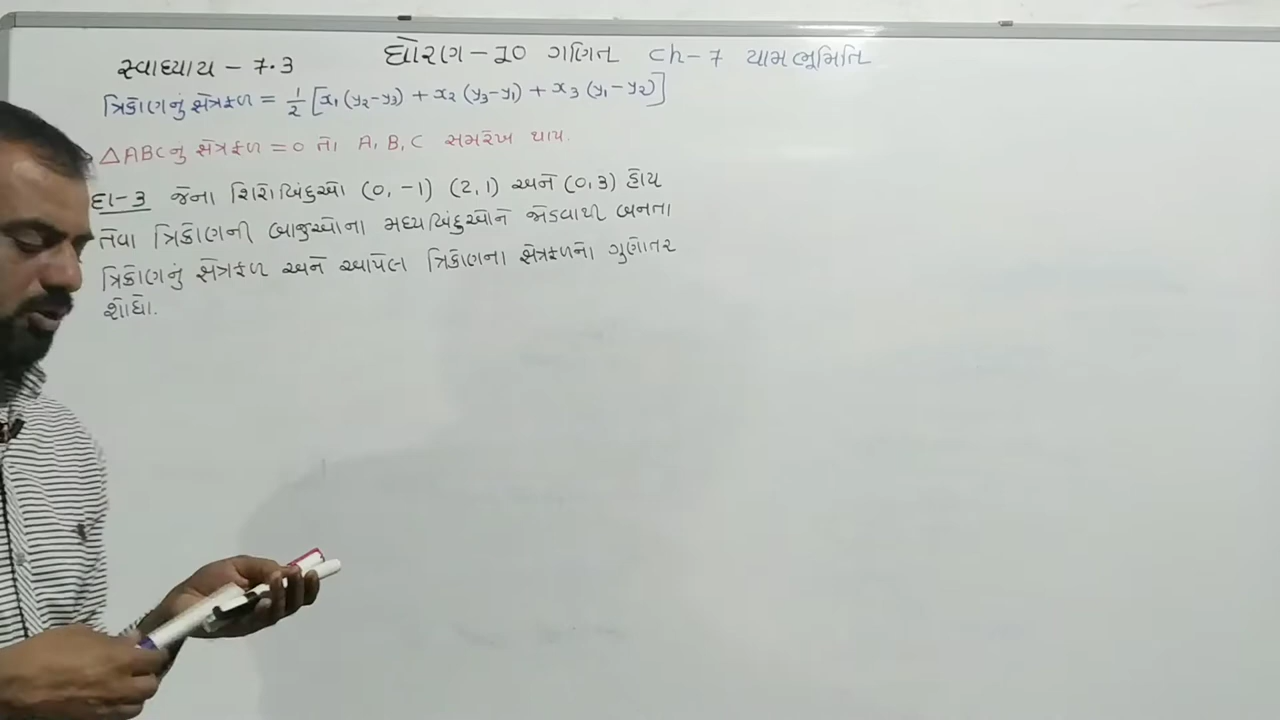 સ્વાધ્યાય - 7.3 ધોરણ - 10 ગણિત Ch-7 યામભૂમિતિ
ત્રિકોણનું ક્ષેત્રફળ = 1/2 [x₁(y₂-y₃) + x₂(y₃-y₁) + x₃(y₁-y₂)]
△ABCનું ક્ષેત્રફળ = 0 તો A, B, C સમરેખ થાય.
દા-3 જેના શિરોબિંદુઓ (0, -1) (2, 1) અને (0, 3) હોય
તેવા ત્રિકોણની બાજુઓના મધ્યબિંદુઓને જોડવાથી બનતા
ત્રિકોણનું ક્ષેત્રફળ અને આપેલ ત્રિકોણના ક્ષેત્રફળનો ગુણોતર
શોધો.